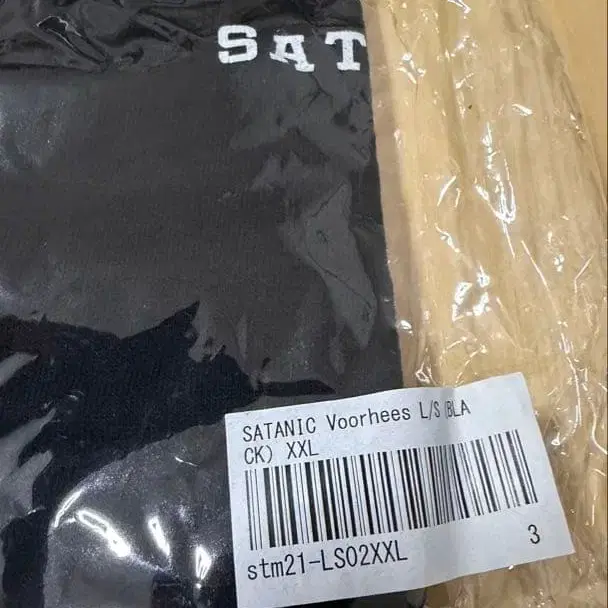 SAT
SATANIC Voorhees L/S (BLA
CK) XXL
stm21-LS02XXL
3